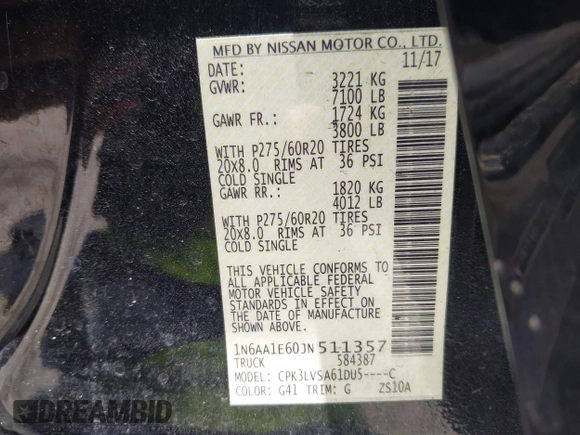 MFD BY NISSAN MOTOR CO., LTD.
DATE: 11/17
GVWR: 3221 KG
7100 LB
GAWR FR.: 1724 KG
3800 LB
WITH P275/60R20 TIRES
20X8.0 RIMS AT 36 PSI
COLD SINGLE
GAWR RR.: 1820 KG
4012 LB
WITH P275/60R20 TIRES
20X8.0 RIMS AT 36 PSI
COLD SINGLE
THIS VEHICLE CONFORMS TO
ALL APPLICABLE FEDERAL
MOTOR VEHICLE SAFETY
STANDARDS IN EFFECT ON
THE DATE OF MANUFACTURE
SHOWN ABOVE.
1N6AA1E60JN511357
TRUCK 584387
MODEL: CPK3LVSA61DU5----C
COLOR: G41 TRIM: G ZS10A
DREAMBID